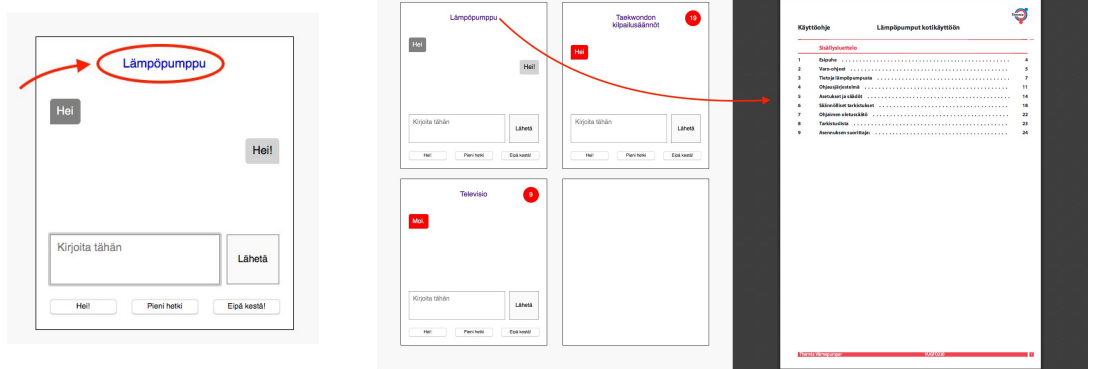 Lämpöpumppu
Hei
Hei!
Kirjoita tähän
Lähetä
Hei!
Pieni hetki
Eipä kestä!
Lämpöpumppu
Hei
Hei!
Kirjoita tähän
Lähetä
Hei!
Pieni hetki
Eipä kestä!
Taekwondon
kilpailusäännöt
19
Hei
Kirjoita tähän
Lähetä
Hei!
Pieni hetki
Eipä kestä!
Televisio
9
Moi.
Kirjoita tähän
Lähetä
Hei!
Pieni hetki
Eipä kestä!
Käyttöohje Lämpöpumput kotikäyttöön
Sisällysluettelo
1 Esipuhe 4
2 Varo-ohjeet 5
3 Tietoja lämpöpumpusta 7
4 Ohjausjärjestelmä 11
5 Asetukset ja säädöt 14
6 Säännölliset tarkistukset 18
7 Ohjaimen oletussäätö 22
8 Tarkistuslista 23
9 Asennuksen suorittaja: 24
Thermia Värmepumpar